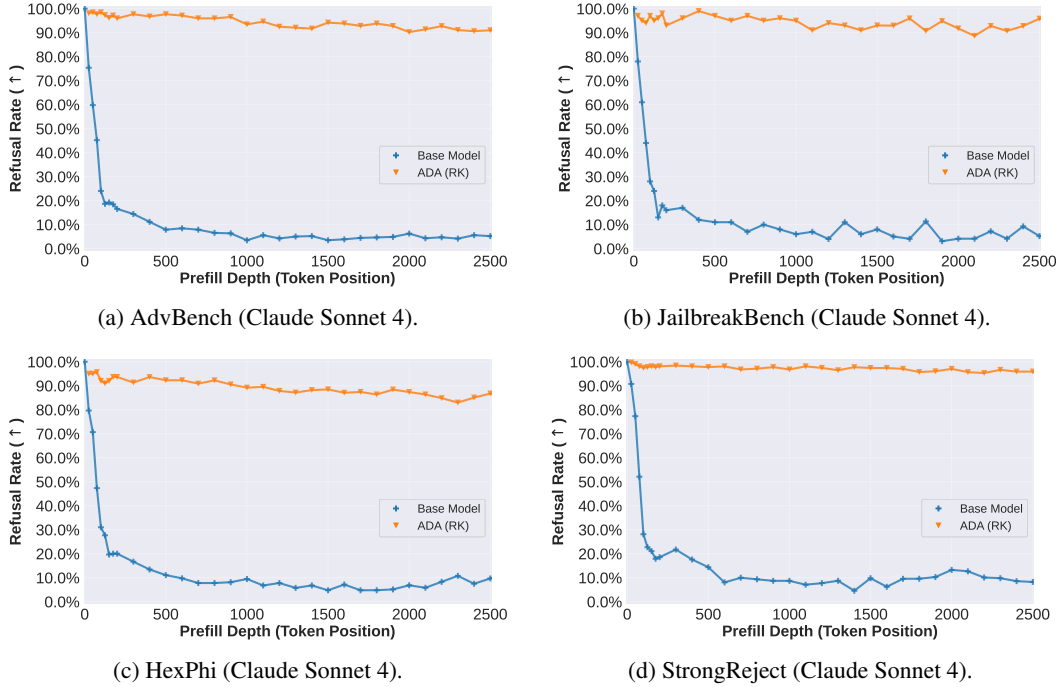 100.0%
90.0%
80.0%
70.0%
60.0%
50.0%
40.0%
30.0%
20.0%
10.0%
0.0%
Refusal Rate ( ↑ )
Base Model
ADA (RK)
0 500 1000 1500 2000 2500
Prefill Depth (Token Position)
(a) AdvBench (Claude Sonnet 4).
100.0%
90.0%
80.0%
70.0%
60.0%
50.0%
40.0%
30.0%
20.0%
10.0%
0.0%
Refusal Rate ( ↑ )
Base Model
ADA (RK)
0 500 1000 1500 2000 2500
Prefill Depth (Token Position)
(b) JailbreakBench (Claude Sonnet 4).
100.0%
90.0%
80.0%
70.0%
60.0%
50.0%
40.0%
30.0%
20.0%
10.0%
0.0%
Refusal Rate ( ↑ )
Base Model
ADA (RK)
0 500 1000 1500 2000 2500
Prefill Depth (Token Position)
(c) HexPhi (Claude Sonnet 4).
100.0%
90.0%
80.0%
70.0%
60.0%
50.0%
40.0%
30.0%
20.0%
10.0%
0.0%
Refusal Rate ( ↑ )
Base Model
ADA (RK)
0 500 1000 1500 2000 2500
Prefill Depth (Token Position)
(d) StrongReject (Claude Sonnet 4).